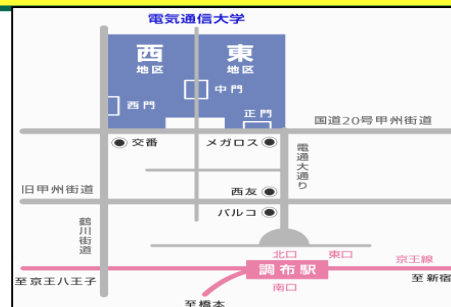 電気通信大学
西
地区
東
地区
中門
西門
正門
国道20号甲州街道
交番
メガロス
電通大通り
旧甲州街道
西友
パルコ
鶴川街道
北口
東口
京王線
調布駅
至京王八王子
南口
至新宿
至橋本